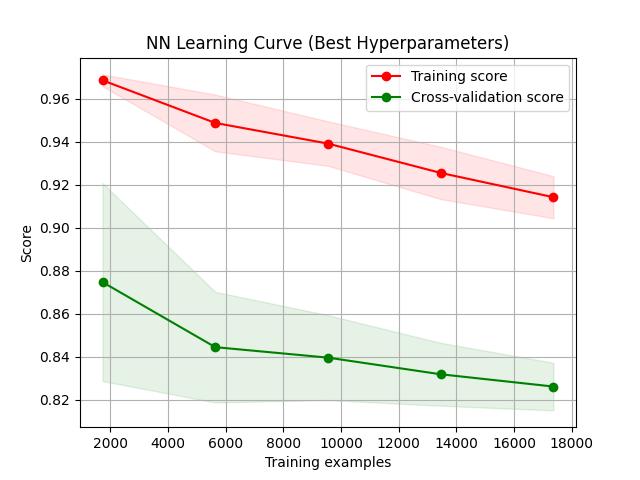 NN Learning Curve (Best Hyperparameters)
Training score
Cross-validation score
0.96
0.94
0.92
0.90
0.88
0.86
0.84
0.82
Score
2000 4000 6000 8000 10000 12000 14000 16000 18000
Training examples